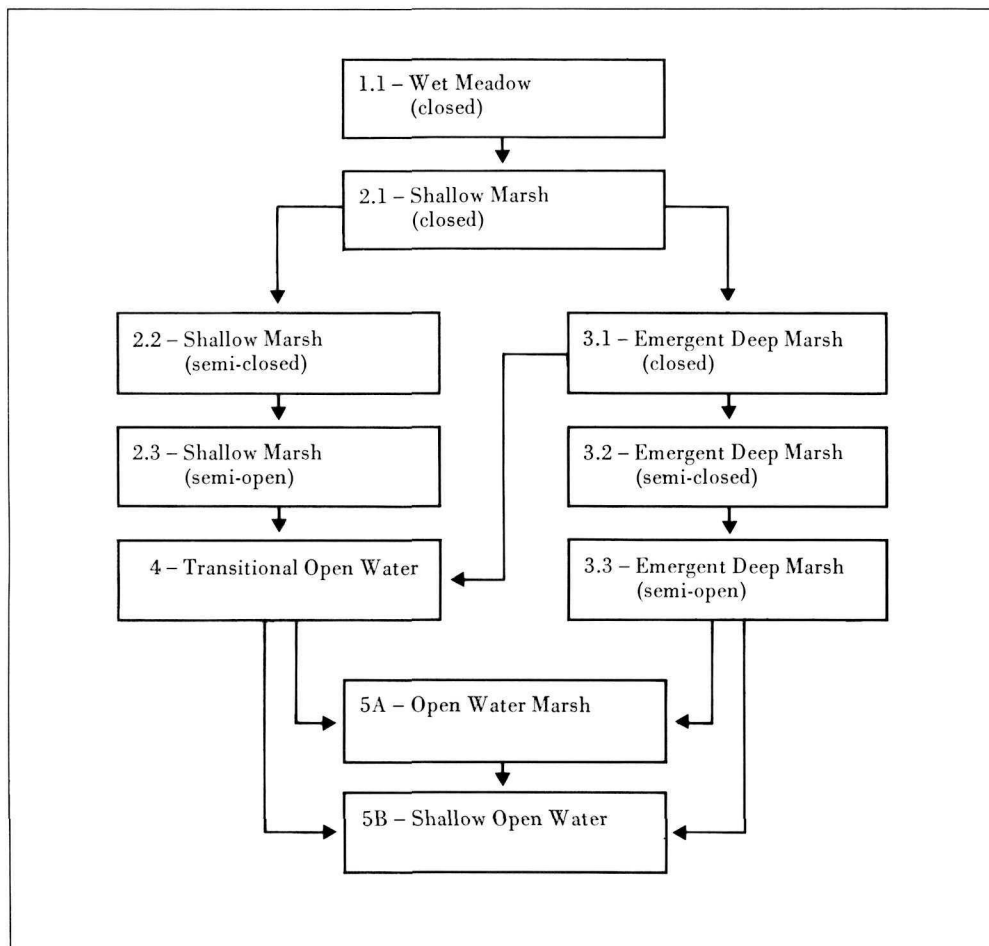 1.1 – Wet Meadow
(closed)
2.1 – Shallow Marsh
(closed)
2.2 – Shallow Marsh
(semi-closed)
3.1 – Emergent Deep Marsh
(closed)
2.3 – Shallow Marsh
(semi-open)
3.2 – Emergent Deep Marsh
(semi-closed)
4 – Transitional Open Water
3.3 – Emergent Deep Marsh
(semi-open)
5A – Open Water Marsh
5B – Shallow Open Water